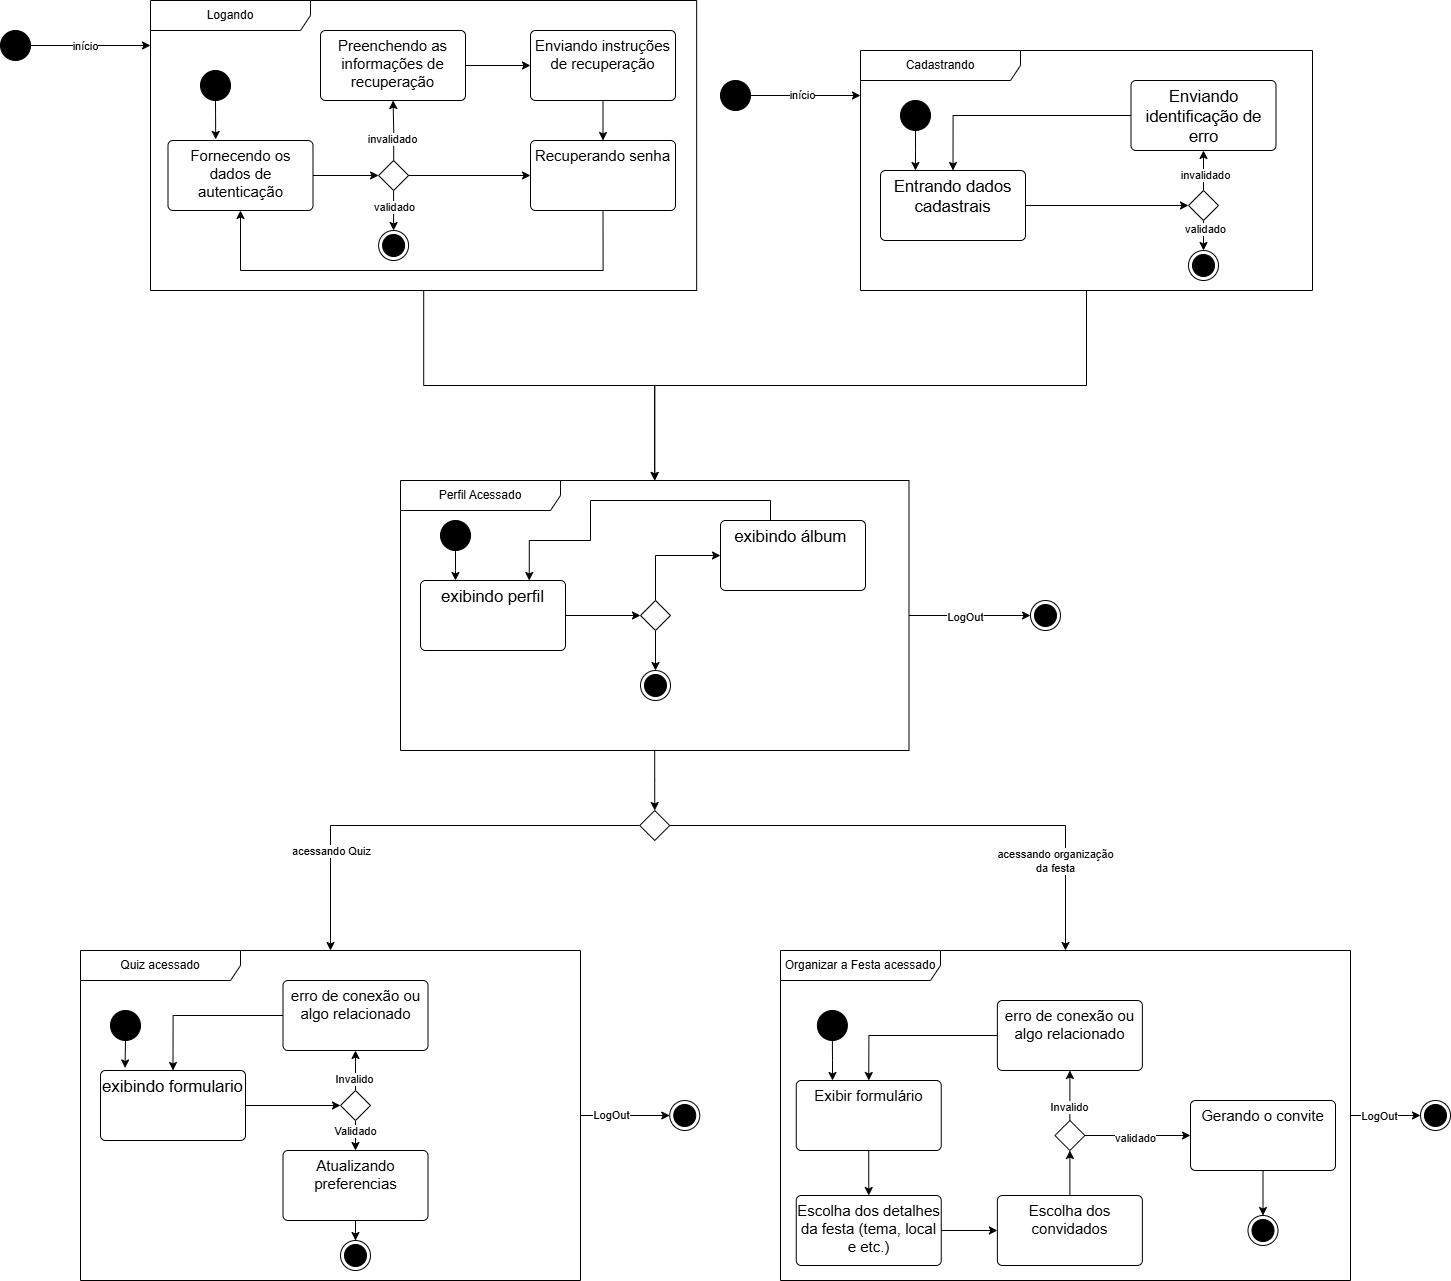 Logando
início
Preenchendo as
informações de
recuperação
Enviando instruções
de recuperação
invalidado
Fornecendo os
dados de
autenticação
Recuperando senha
validado
Cadastrando
início
Enviando
identificação de
erro
invalidado
Entrando dados
cadastrais
validado
Perfil Acessado
exibindo álbum
exibindo perfil
LogOut
acessando Quiz
acessando organização
da festa
Quiz acessado
erro de conexão ou
algo relacionado
exibindo formulario
Invalido
Validado
Atualizando
preferencias
LogOut
Organizar a Festa acessado
erro de conexão ou
algo relacionado
Exibir formulário
Invalido
validado
Gerando o convite
Escolha dos detalhes
da festa (tema, local
e etc.)
Escolha dos
convidados
LogOut